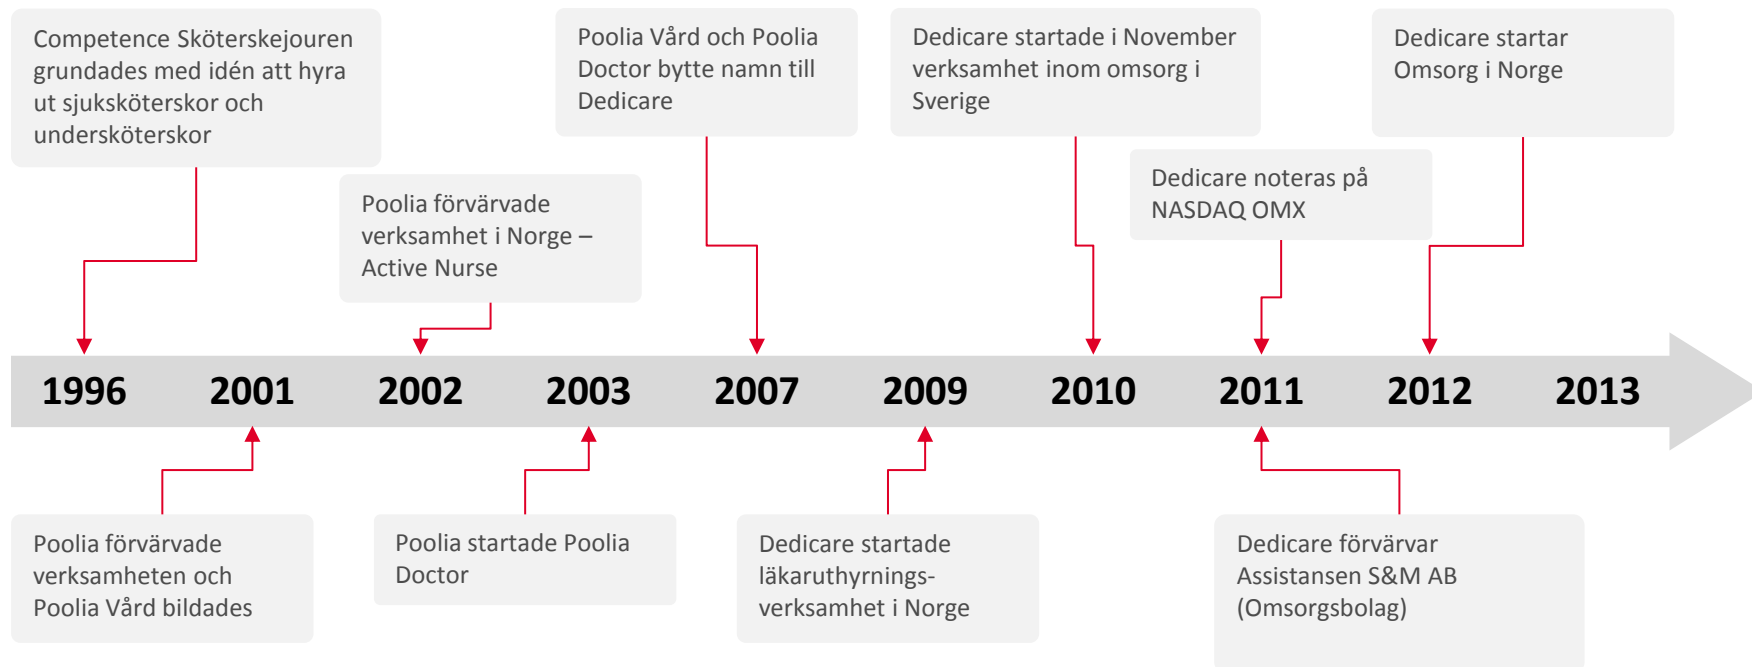 Competence Sköterskejouren
grundades med idén att hyra
ut sjuksköterskor och
undersköterskor
Poolia förvärvade
verksamhet i Norge –
Active Nurse
Poolia Vård och Poolia
Doctor bytte namn till
Dedicare
Dedicare startade i November
verksamhet inom omsorg i
Sverige
Dedicare noteras på
NASDAQ OMX
Dedicare startar
Omsorg i Norge
1996 2001 2002 2003 2007 2009 2010 2011 2012 2013
Poolia förvärvade
verksamheten och
Poolia Vård bildades
Poolia startade Poolia
Doctor
Dedicare startade
läkaruthyrnings-
verksamhet i Norge
Dedicare förvärvar
Assistansen S&M AB
(Omsorgsbolag)